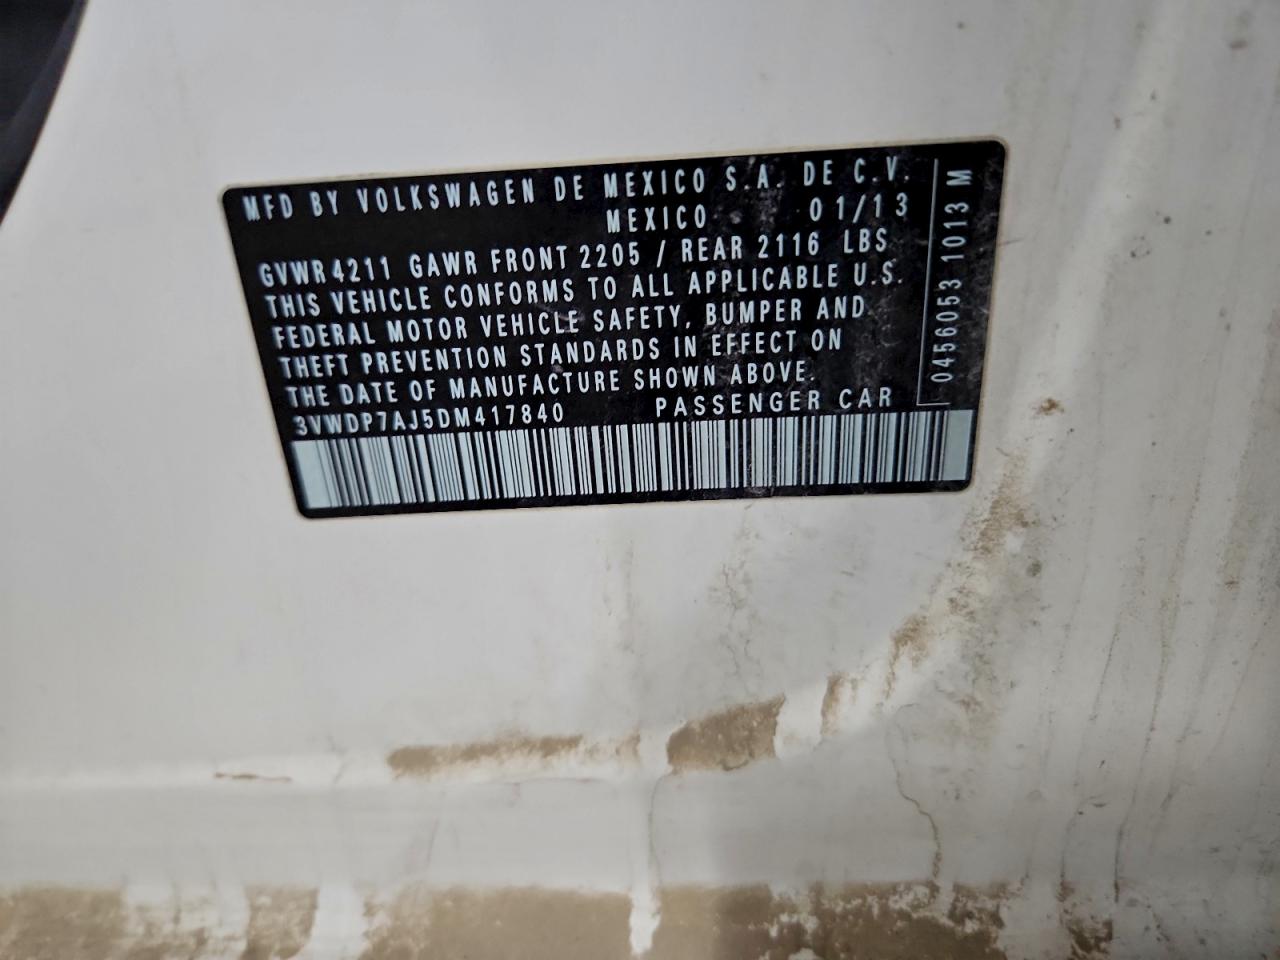 MFD BY VOLKSWAGEN DE MEXICO S.A. DE C.V.
MEXICO 01/13
GVWR 4211 GAWR FRONT 2205 / REAR 2116 LBS
THIS VEHICLE CONFORMS TO ALL APPLICABLE U.S.
FEDERAL MOTOR VEHICLE SAFETY, BUMPER AND
THEFT PREVENTION STANDARDS IN EFFECT ON
THE DATE OF MANUFACTURE SHOWN ABOVE.
3VWDP7AJ5DM417840 PASSENGER CAR
0456053 1013 M